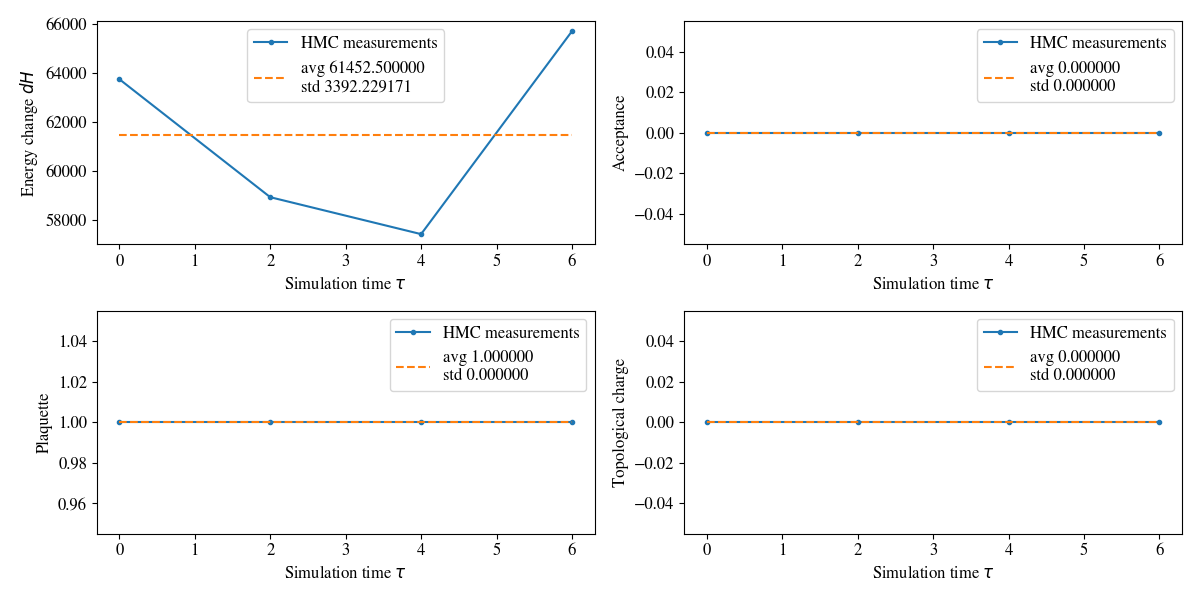 66000
64000
62000
60000
58000
Energy change dH
HMC measurements
avg 61452.500000
std 3392.229171
0 1 2 3 4 5 6
Simulation time τ
0.04
0.02
0.00
−0.02
−0.04
Acceptance
HMC measurements
avg 0.000000
std 0.000000
0 1 2 3 4 5 6
Simulation time τ
1.04
1.02
1.00
0.98
0.96
Plaquette
HMC measurements
avg 1.000000
std 0.000000
0 1 2 3 4 5 6
Simulation time τ
0.04
0.02
0.00
−0.02
−0.04
Topological charge
HMC measurements
avg 0.000000
std 0.000000
0 1 2 3 4 5 6
Simulation time τ